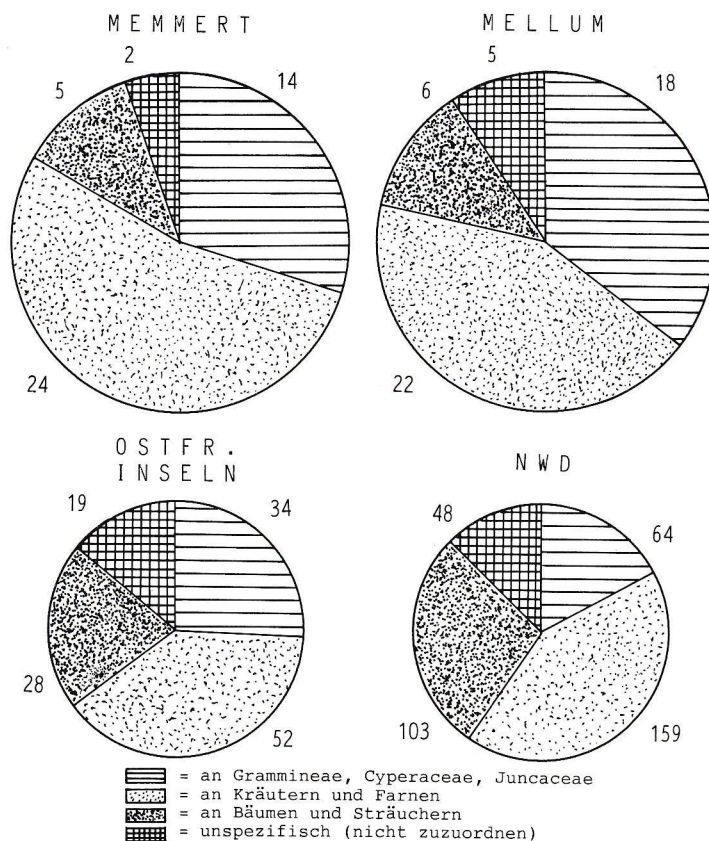 MEMMERT
2
14
5
24
MELLUM
5
18
6
22
OSTFR.
INSELN
19
34
28
52
NWD
48
64
103
159
= an Grammineae, Cyperaceae, Juncaceae
= an Kräutern und Farnen
= an Bäumen und Sträuchern
= unspezifisch (nicht zuzuordnen)